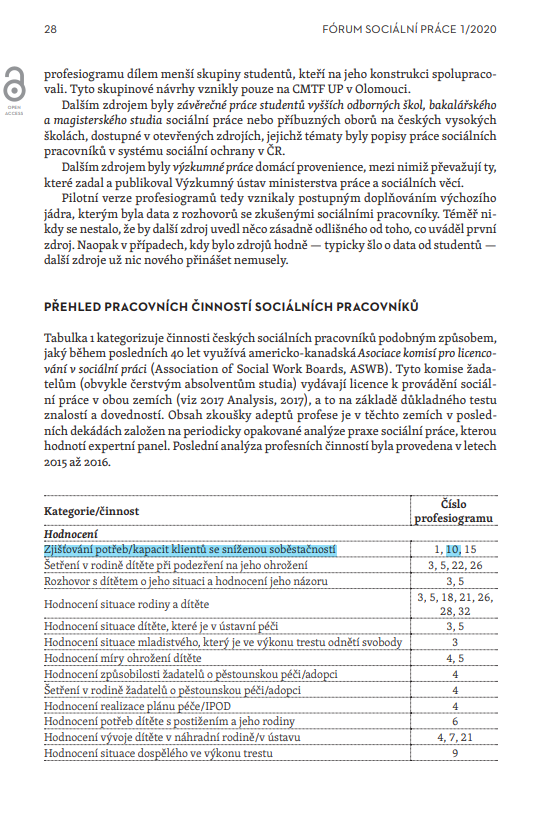 28
FÓRUM SOCIÁLNÍ PRÁCE 1/2020
OPEN
ACCESS
profesiogramu dílem menší skupiny studentů, kteří na jeho konstrukci spolupraco-
vali. Tyto skupinové návrhy vznikly pouze na CMTF UP v Olomouci.
Dalším zdrojem byly závěrečné práce studentů vyšších odborných škol, bakalářského
a magisterského studia sociální práce nebo příbuzných oborů na českých vysokých
školách, dostupné v otevřených zdrojích, jejichž tématy byly popisy práce sociálních
pracovníků v systému sociální ochrany v ČR.
Dalším zdrojem byly výzkumné práce domácí provenience, mezi nimiž převažují ty,
které zadal a publikoval Výzkumný ústav ministerstva práce a sociálních věcí.
Pilotní verze profesiogramů tedy vznikaly postupným doplňováním výchozího
jádra, kterým byla data z rozhovorů se zkušenými sociálními pracovníky. Téměř ni-
kdy se nestalo, že by další zdroj uvedl něco zásadně odlišného od toho, co uváděl první
zdroj. Naopak v případech, kdy bylo zdrojů hodně — typicky šlo o data od studentů —
další zdroje už nic nového přinášet nemusely.
PŘEHLED PRACOVNÍCH ČINNOSTÍ SOCIÁLNÍCH PRACOVNÍKŮ
Tabulka 1 kategorizuje činnosti českých sociálních pracovníků podobným způsobem,
jaký během posledních 40 let využívá americko-kanadská Asociace komisí pro licenco-
vání v sociální práci (Association of Social Work Boards, ASWB). Tyto komise žada-
telům (obvykle čerstvým absolventům studia) vydávají licence k provádění sociál-
ní práce v obou zemích (viz 2017 Analysis, 2017), a to na základě důkladného testu
znalostí a dovedností. Obsah zkoušky adeptů profese je v těchto zemích v posled-
ních dekádách založen na periodicky opakované analýze praxe sociální práce, kterou
hodnotí expertní panel. Poslední analýza profesních činností byla provedena v letech
2015 až 2016.
Kategorie/činnost
Číslo
profesiogramu
Hodnocení
Zjišťování potřeb/kapacit klientů se sníženou soběstačností 1, 10, 15
Šetření v rodině dítěte při podezření na jeho ohrožení 3, 5, 22, 26
Rozhovor s dítětem o jeho situaci a hodnocení jeho názoru 3, 5
Hodnocení situace rodiny a dítěte 3, 5, 18, 21, 26,
28, 32
Hodnocení situace dítěte, které je v ústavní péči 3, 5
Hodnocení situace mladistvého, který je ve výkonu trestu odnětí svobody 3
Hodnocení míry ohrožení dítěte 4, 5
Hodnocení způsobilosti žadatelů o pěstounskou péči/adopci 4
Šetření v rodině žadatelů o pěstounskou péči/adopci 4
Hodnocení realizace plánu péče/IPOD 4
Hodnocení potřeb dítěte s postižením a jeho rodiny 6
Hodnocení vývoje dítěte v náhradní rodině/v ústavu 4, 7, 21
Hodnocení situace dospělého ve výkonu trestu 9